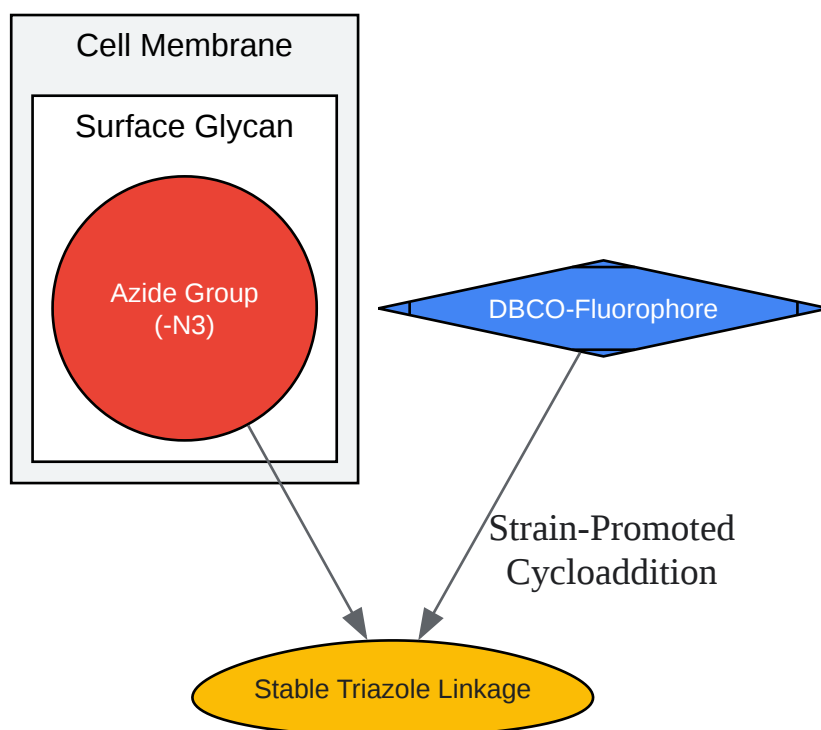 Cell Membrane
Surface Glycan
Azide Group
(-N3)
DBCO-Fluorophore
Strain-Promoted
Cycloaddition
Stable Triazole Linkage